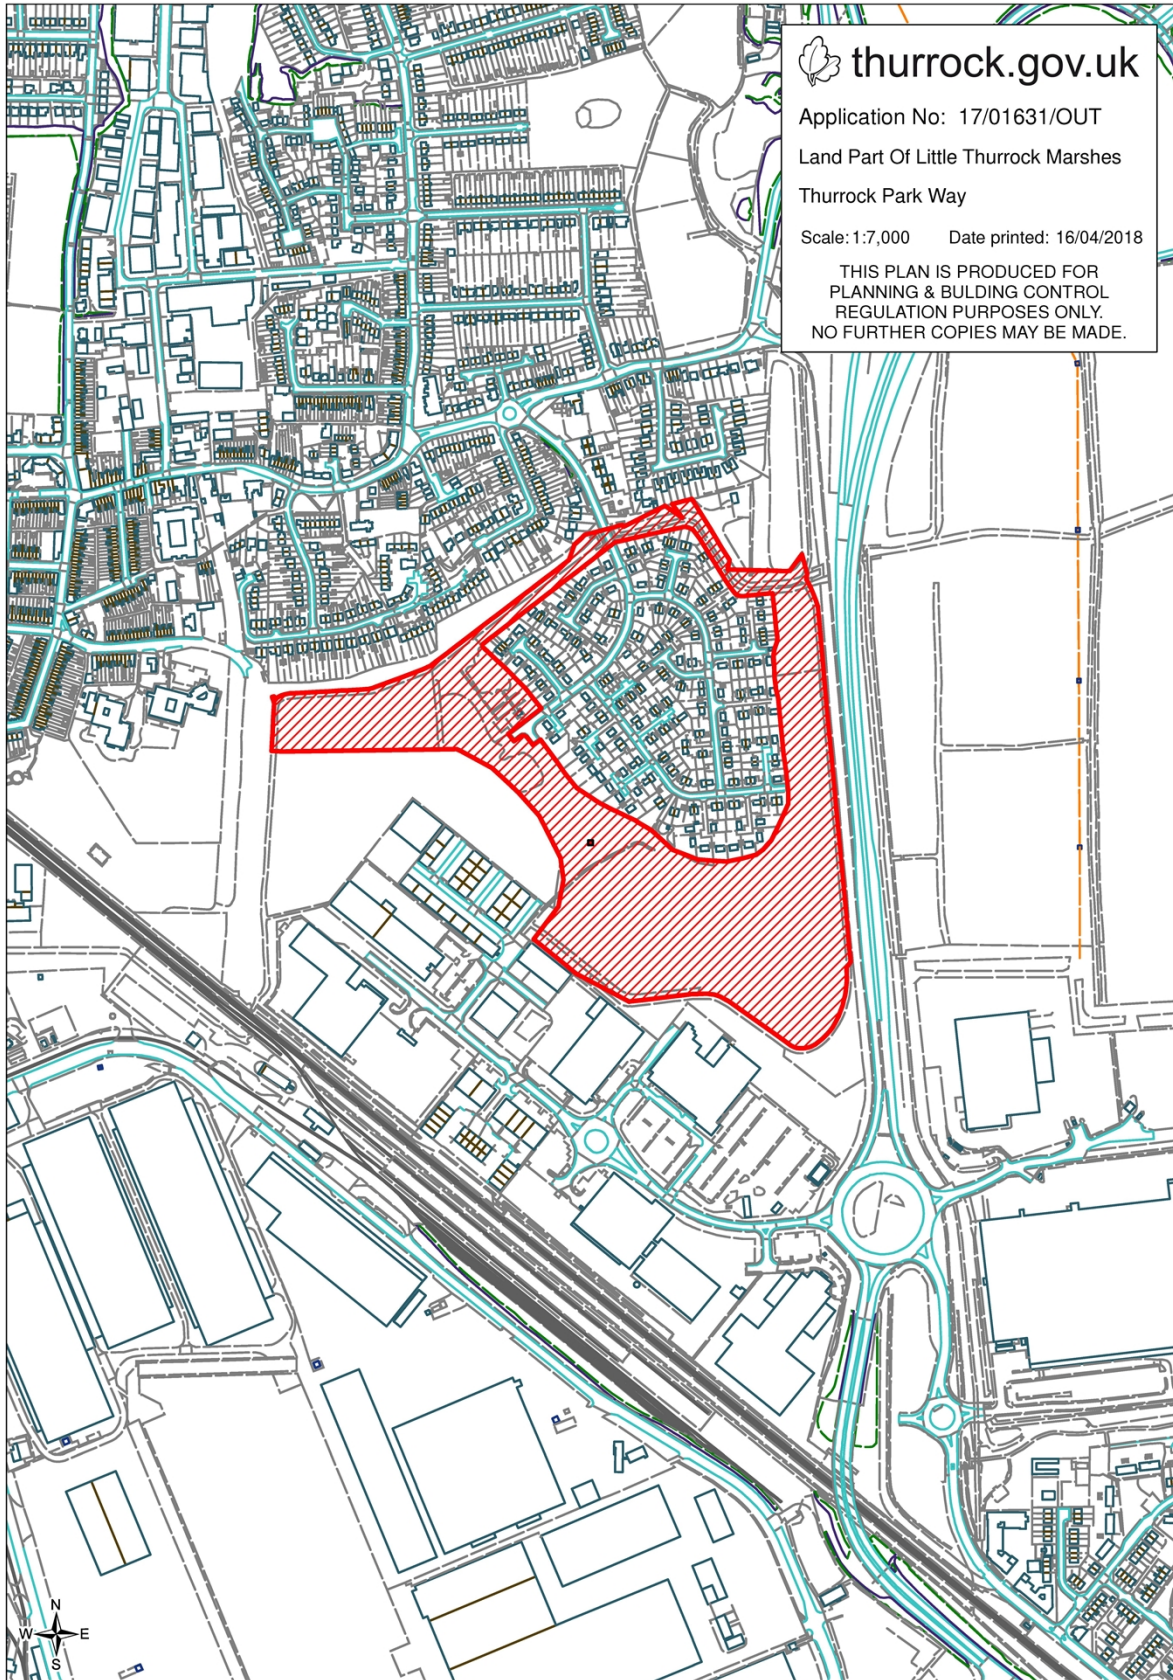 thurrock.gov.uk
Application No: 17/01631/OUT
Land Part Of Little Thurrock Marshes
Thurrock Park Way
Scale: 1:7,000 Date printed: 16/04/2018
THIS PLAN IS PRODUCED FOR
PLANNING & BULDING CONTROL
REGULATION PURPOSES ONLY.
NO FURTHER COPIES MAY BE MADE.
N
W E
S